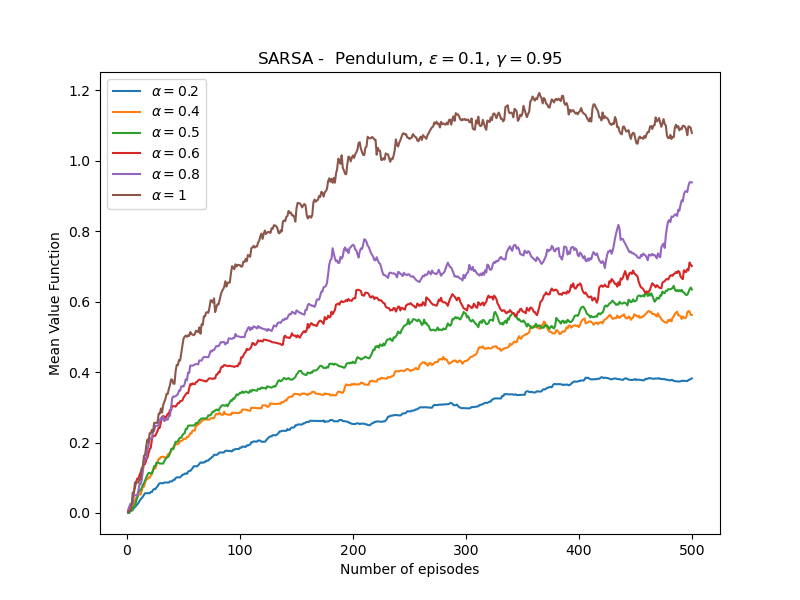 SARSA -  Pendulum, ε = 0.1, γ = 0.95
α = 0.2
α = 0.4
α = 0.5
α = 0.6
α = 0.8
α = 1
Mean Value Function
1.2
1.0
0.8
0.6
0.4
0.2
0.0
0 100 200 300 400 500
Number of episodes